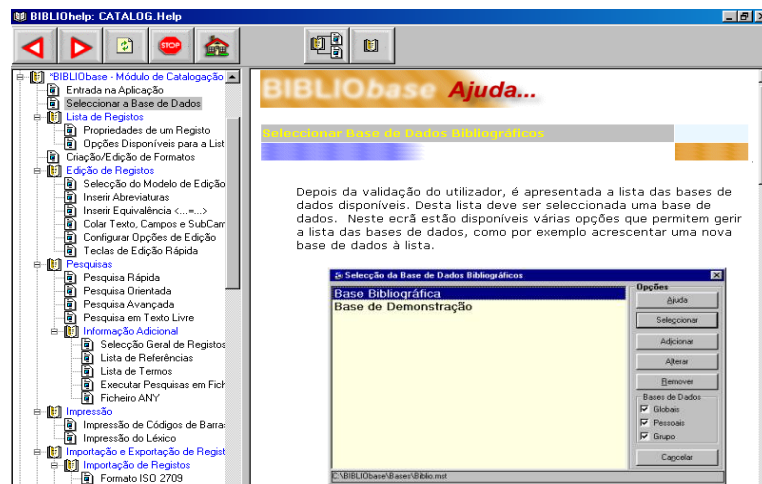 BIBLIOhelp: CATALOG.Help
STOP
"BIBLIObase - Módulo de Catalogação
Entrada na Aplicação
Seleccionar a Base de Dados
Lista de Registos
Propriedades de um Registo
Opções Disponíveis para a List
Criação/Edição de Formatos
Edição de Registos
Selecção do Modelo de Edição
Inserir Abreviaturas
Inserir Equivalência <...=...>
Colar Texto, Campos e SubCam
Configurar Opções de Edição
Teclas de Edição Rápida
Pesquisas
Pesquisa Rápida
Pesquisa Orientada
Pesquisa Avançada
Pesquisa em Texto Livre
Informação Adicional
Selecção Geral de Registos
Lista de Referências
Lista de Termos
Executar Pesquisas em Fich
Ficheiro ANY
Impressão
Impressão de Códigos de Barra
Impressão do Léxico
Importação e Exportação de Regist
Importação de Registos
Formato ISO 2709
BIBLIObase Ajuda...
Seleccionar Base de Dados Bibliográficos
Depois da validação do utilizador, é apresentada a lista das bases de
dados disponíveis. Desta lista deve ser seleccionada uma base de
dados. Neste ecrã estão disponíveis várias opções que permitem gerir
a lista das bases de dados, como por exemplo acrescentar uma nova
base de dados à lista.
Selecção da Base de Dados Bibliográficos
Base Bibliográfica
Base de Demonstração
Opções
Ajuda
Seleccionar
Adicionar
Alterar
Remover
Bases de Dados
Globais
Pessoais
Grupo
Cancelar
C:\BIBLIObase\Bases\Biblio.mst